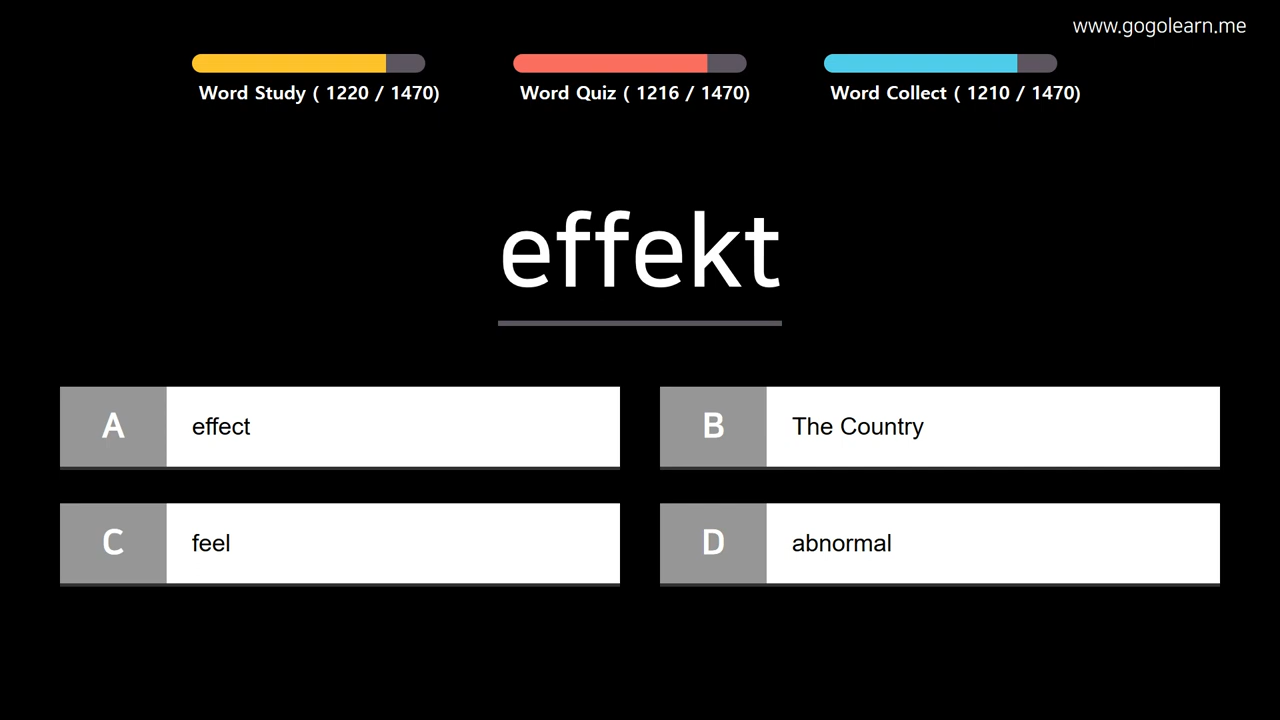 www.gogolearn.me
Word Study ( 1220 / 1470)
Word Quiz ( 1216 / 1470)
Word Collect ( 1210 / 1470)
effekt
A effect
B The Country
C feel
D abnormal